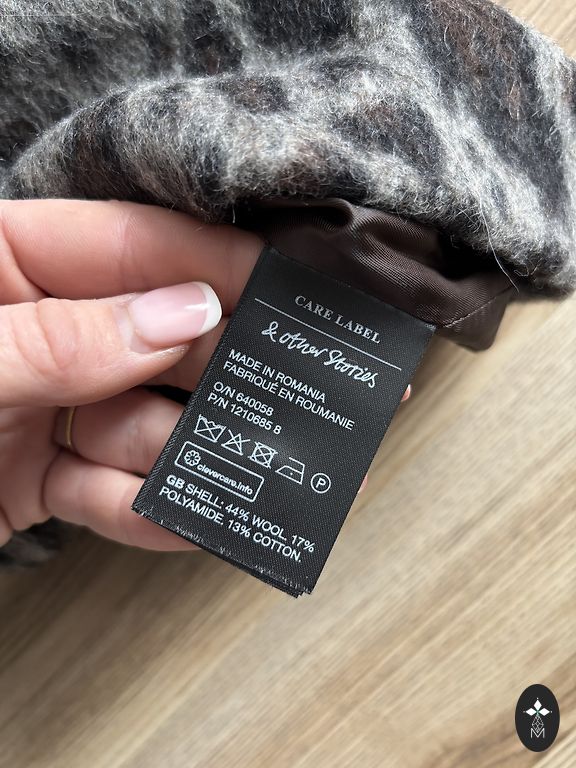 CARE LABEL
& other Stories
MADE IN ROMANIA
FABRIQUÉ EN ROUMANIE
O/N 640058
P/N 1210685 8
P
clevercare.info
GB SHELL: 44% WOOL. 17%
POLYAMIDE. 13% COTTON.
M